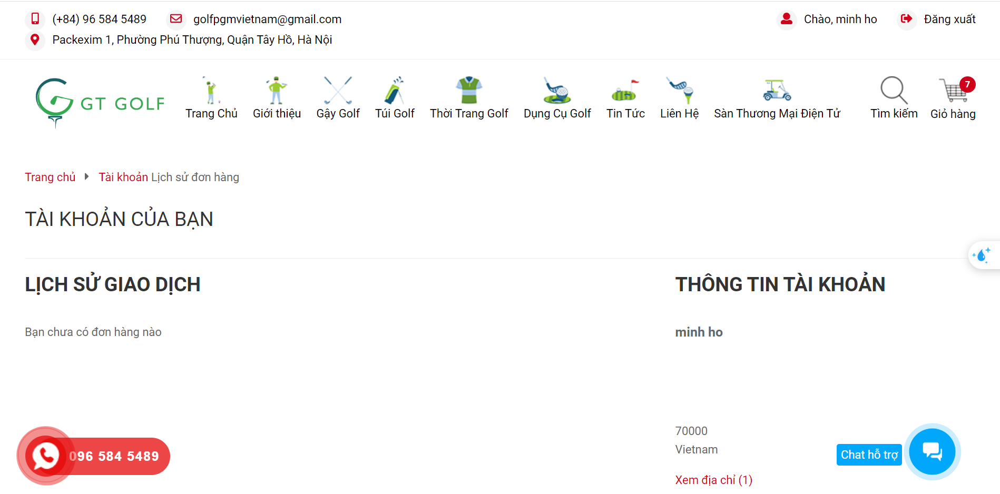 (+84) 96 584 5489 golfpgmvietnam@gmail.com Chào, minh ho Đăng xuất
Packexim 1, Phường Phú Thượng, Quận Tây Hồ, Hà Nội
GT GOLF
7
Trang Chủ Giới thiệu Gậy Golf Túi Golf Thời Trang Golf Dụng Cụ Golf Tin Tức Liên Hệ Sàn Thương Mại Điện Tử Tìm kiếm Giỏ hàng
Trang chủ Tài khoản Lịch sử đơn hàng
TÀI KHOẢN CỦA BẠN
LỊCH SỬ GIAO DỊCH
Bạn chưa có đơn hàng nào
THÔNG TIN TÀI KHOẢN
minh ho
70000
Vietnam
Xem địa chỉ (1)
096 584 5489
Chat hỗ trợ